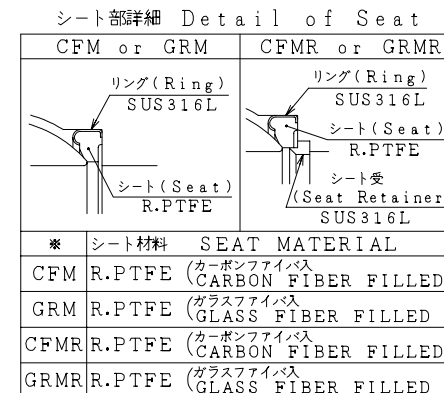 シート部詳細 Detail of Seat
CFM or GRM
CFMR or GRMR
リング(Ring)
SUS316L
シート(Seat)
R.PTFE
リング(Ring)
SUS316L
シート(Seat)
R.PTFE
シート受
(Seat Retainer
SUS316L
※ シート材料 SEAT MATERIAL
CFM R.PTFE (カーボンファイバ入
CARBON FIBER FILLED
GRM R.PTFE (ガラスファイバ入
GLASS FIBER FILLED
CFMR R.PTFE (カーボンファイバ入
CARBON FIBER FILLED
GRMR R.PTFE (ガラスファイバ入
GLASS FIBER FILLED